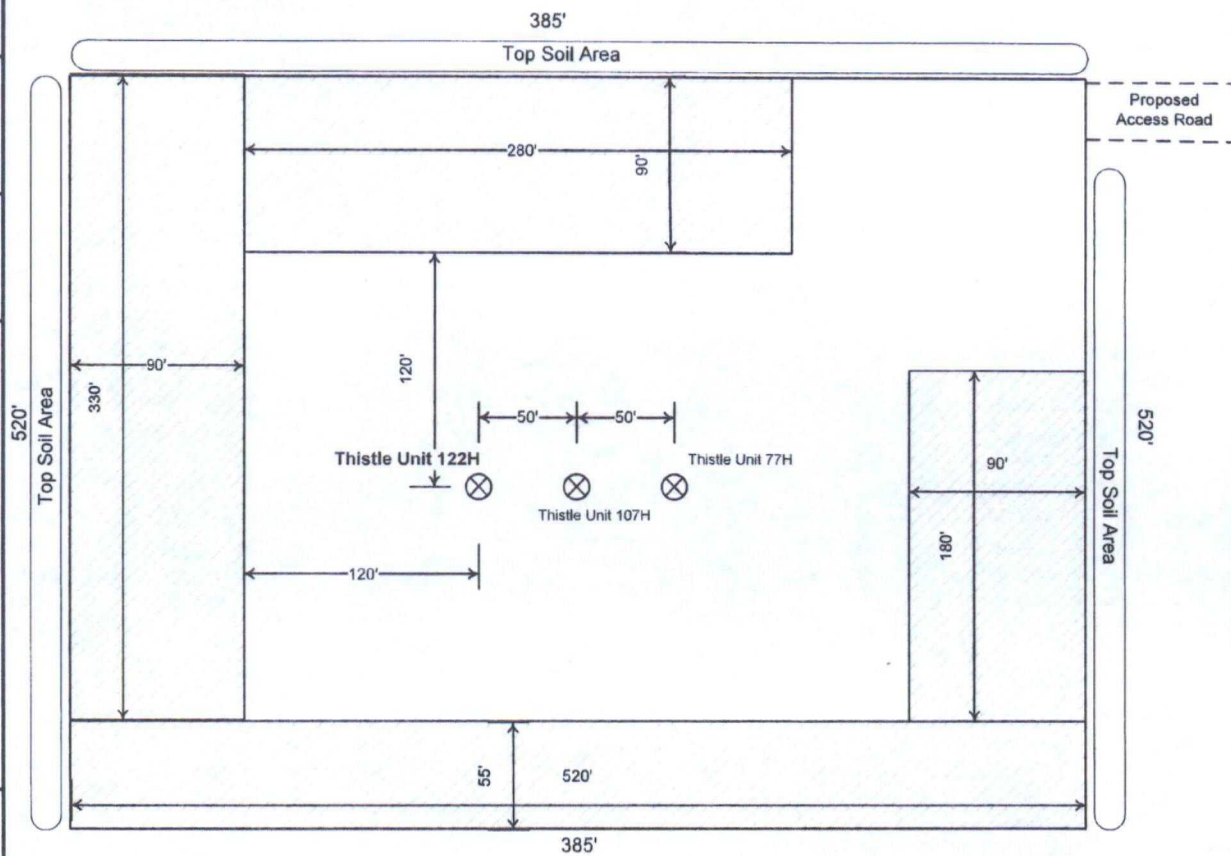 385'
Top Soil Area
Proposed
Access Road
280'
90'
120'
90'
330'
520'
Top Soil Area
50'
50'
Thistle Unit 122H
Thistle Unit 77H
Thistle Unit 107H
90'
520'
Top Soil Area
180'
120'
55'
520'
385'